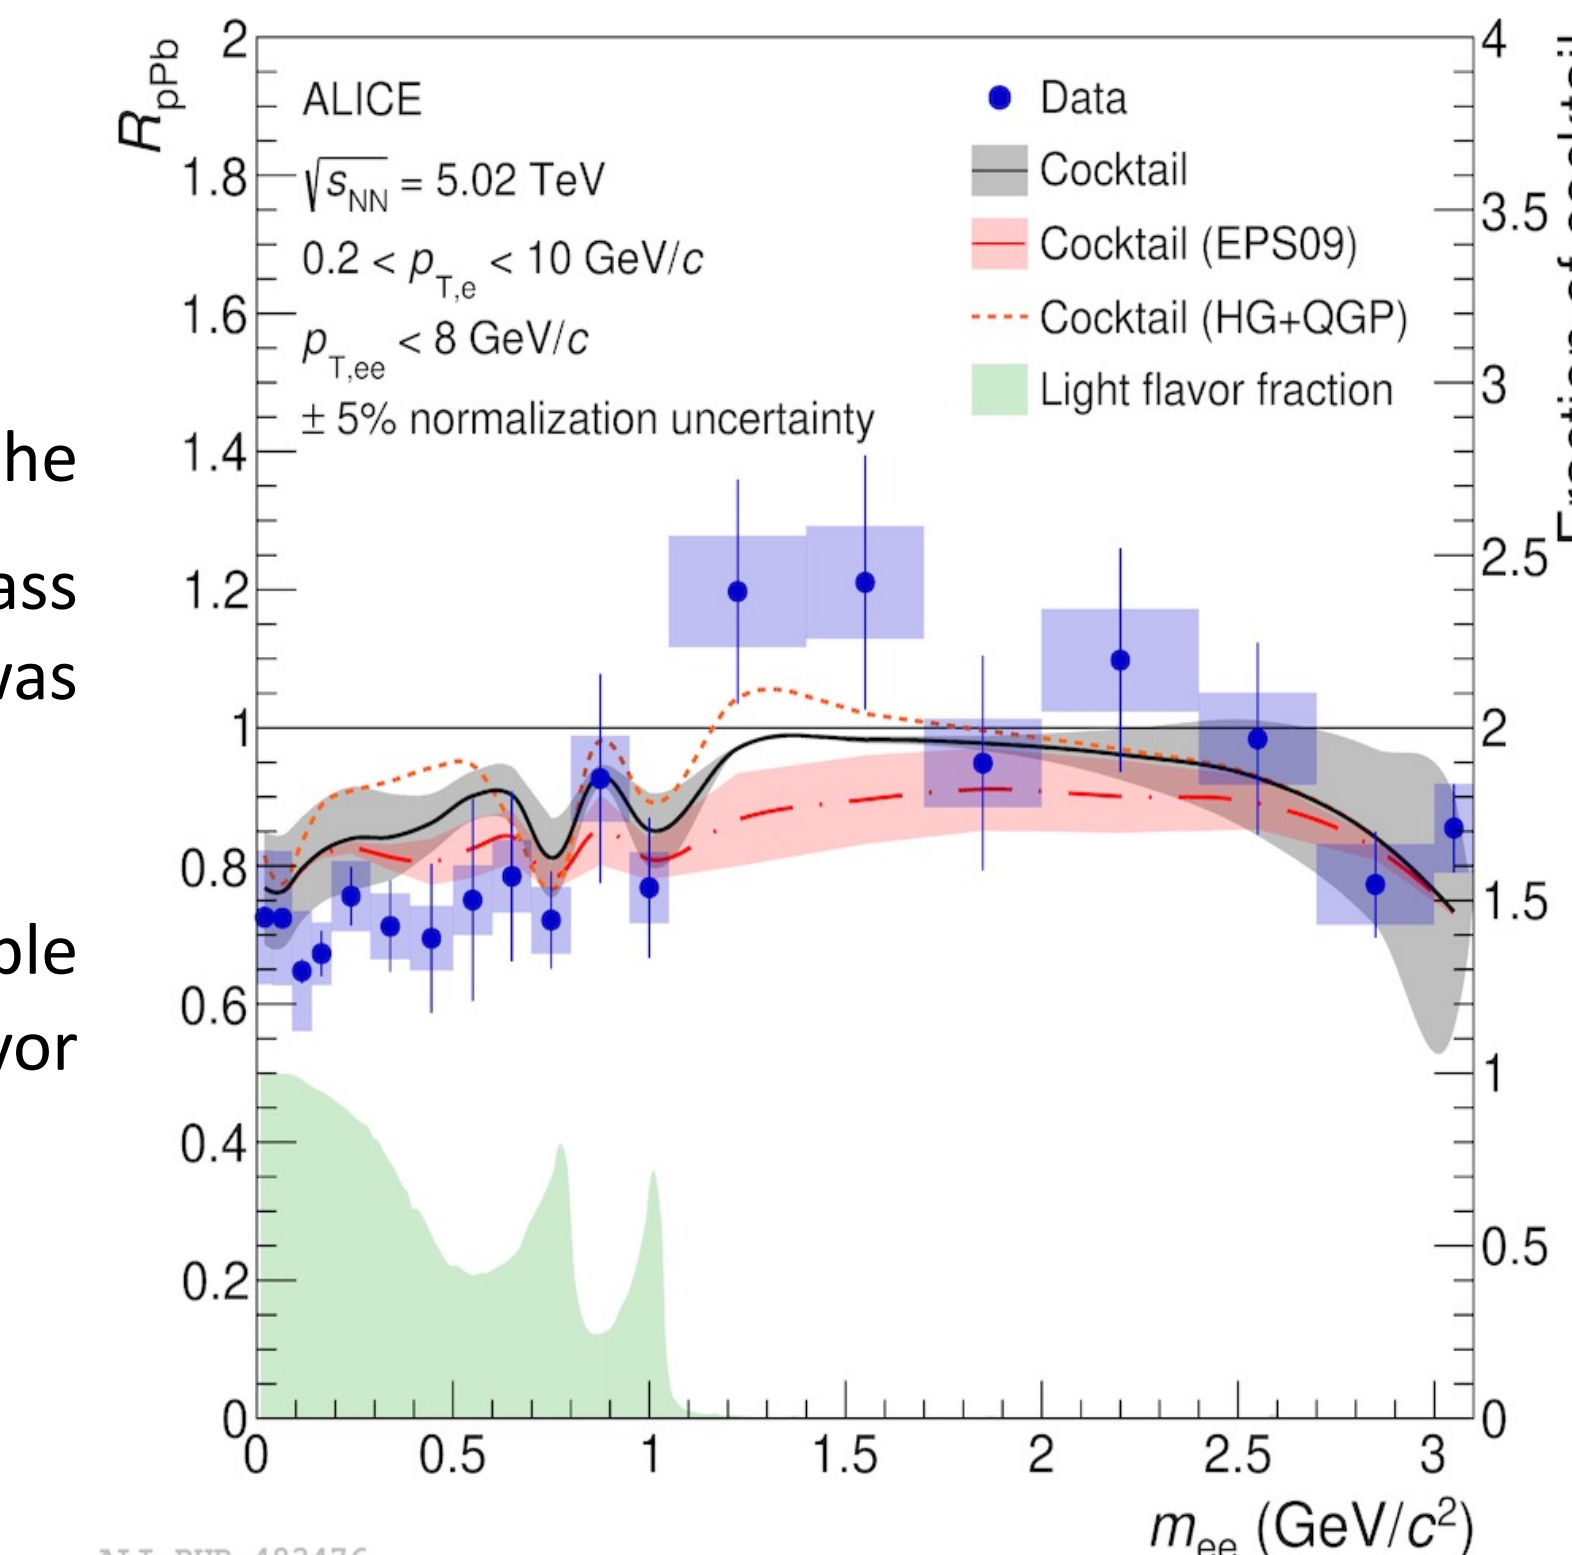 he
ass
was
ble
vor
R_pPb
2
1.8
1.6
1.4
1.2
1
0.8
0.6
0.4
0.2
0
ALICE
√s_NN = 5.02 TeV
0.2 < p_T,e < 10 GeV/c
p_T,ee < 8 GeV/c
± 5% normalization uncertainty
Data
Cocktail
Cocktail (EPS09)
Cocktail (HG+QGP)
Light flavor fraction
4
3.5
3
2.5
2
1.5
1
0.5
0
0 0.5 1 1.5 2 2.5 3
m_ee (GeV/c²)